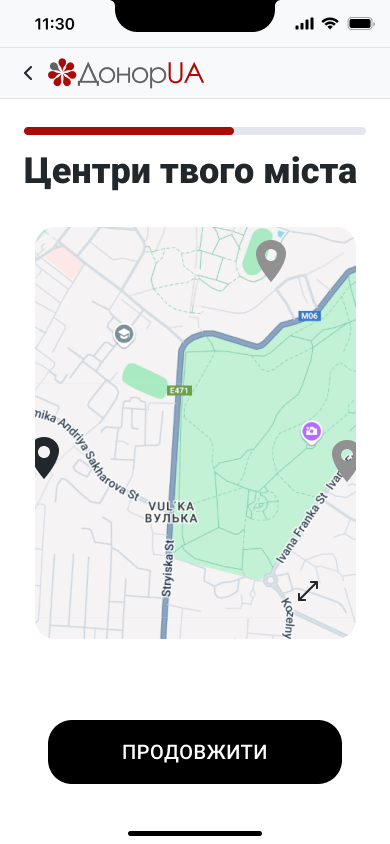 11:30
ДонорUA
Центри твого міста
M06
E471
mika Andriya Sakharova St
VUL'KA
ВУЛЬКА
Ivana Franka St
Stryiska St
Kozelny
ПРОДОВЖИТИ